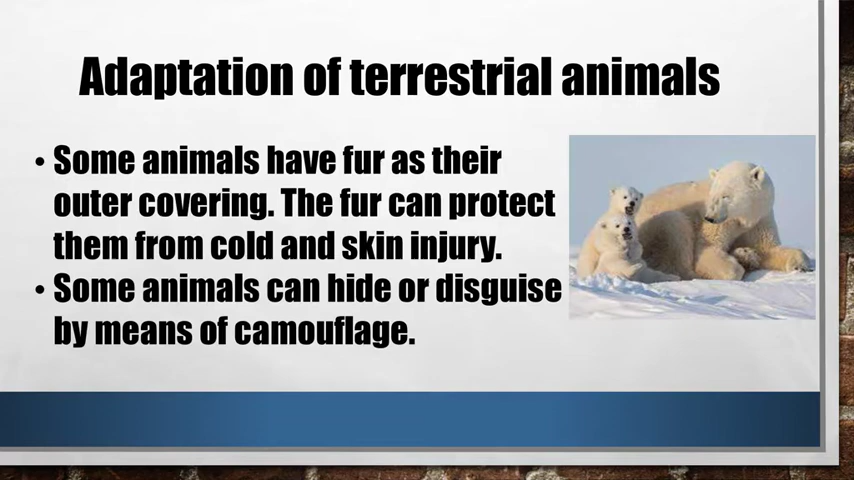 Adaptation of terrestrial animals
• Some animals have fur as their
outer covering. The fur can protect
them from cold and skin injury.
• Some animals can hide or disguise
by means of camouflage.